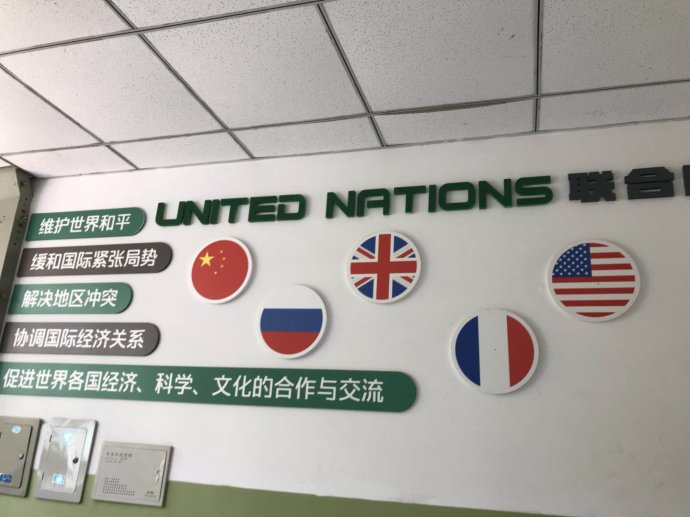 UNITED NATIONS 联合
维护世界和平
缓和国际紧张局势
解决地区冲突
协调国际经济关系
促进世界各国经济、科学、文化的合作与交流